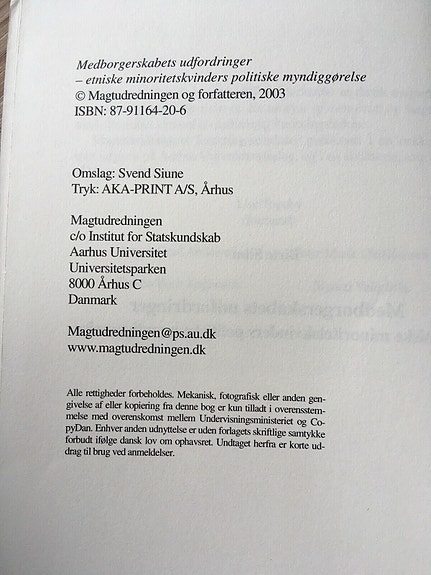 Medborgerskabets udfordringer
– etniske minoritetskvinders politiske myndiggørelse
© Magtudredningen og forfatteren, 2003
ISBN: 87-91164-20-6
Omslag: Svend Siune
Tryk: AKA-PRINT A/S, Århus
Magtudredningen
c/o Institut for Statskundskab
Aarhus Universitet
Universitetsparken
8000 Århus C
Danmark
Magtudredningen@ps.au.dk
www.magtudredningen.dk
Alle rettigheder forbeholdes. Mekanisk, fotografisk eller anden gen-
givelse af eller kopiering fra denne bog er kun tilladt i overensstem-
melse med overenskomst mellem Undervisningsministeriet og Co-
pyDan. Enhver anden udnyttelse er uden forlagets skriftlige samtykke
forbudt ifølge dansk lov om ophavsret. Undtaget herfra er korte ud-
drag til brug ved anmeldelser.